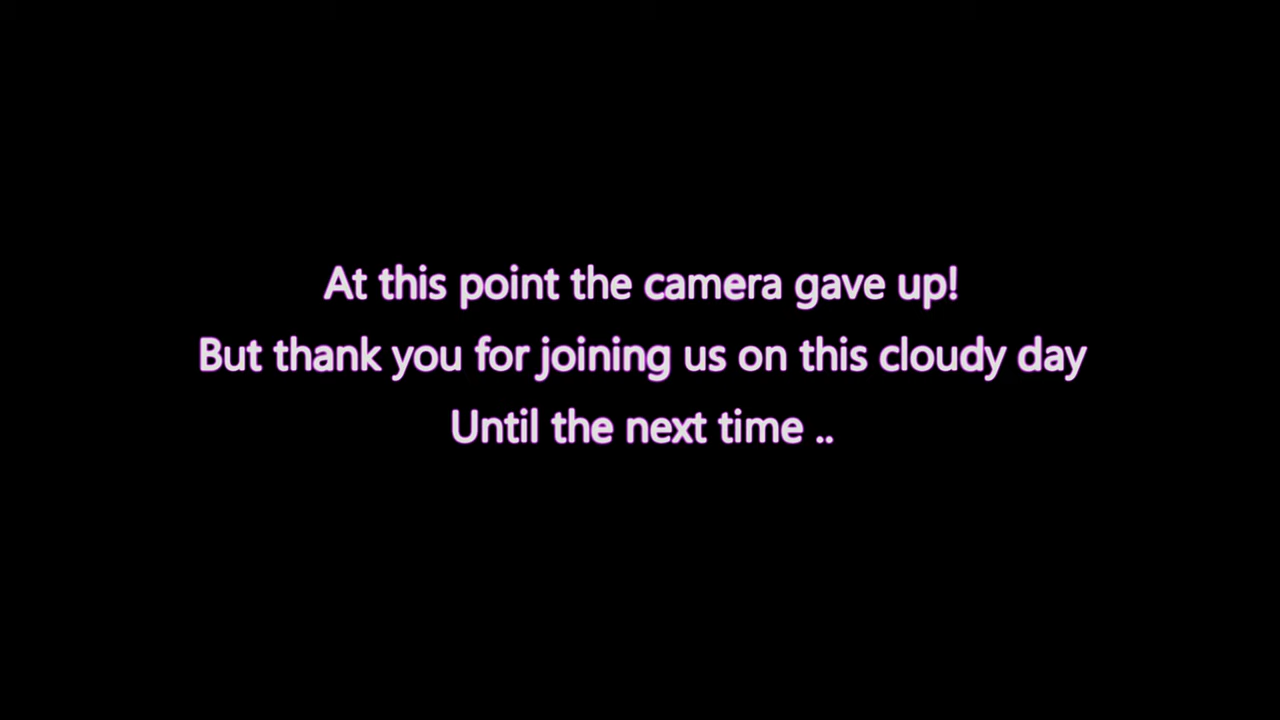 At this point the camera gave up!
But thank you for joining us on this cloudy day
Until the next time ..